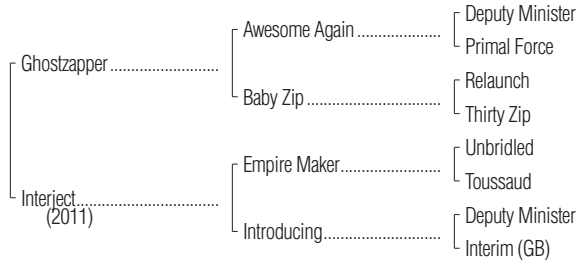 Deputy Minister
Awesome Again ..................
Primal Force
Ghostzapper ........................
Relaunch
Baby Zip .............................
Thirty Zip
Unbridled
Empire Maker......................
Toussaud
Interject................................
(2011)
Deputy Minister
Introducing..........................
Interim (GB)